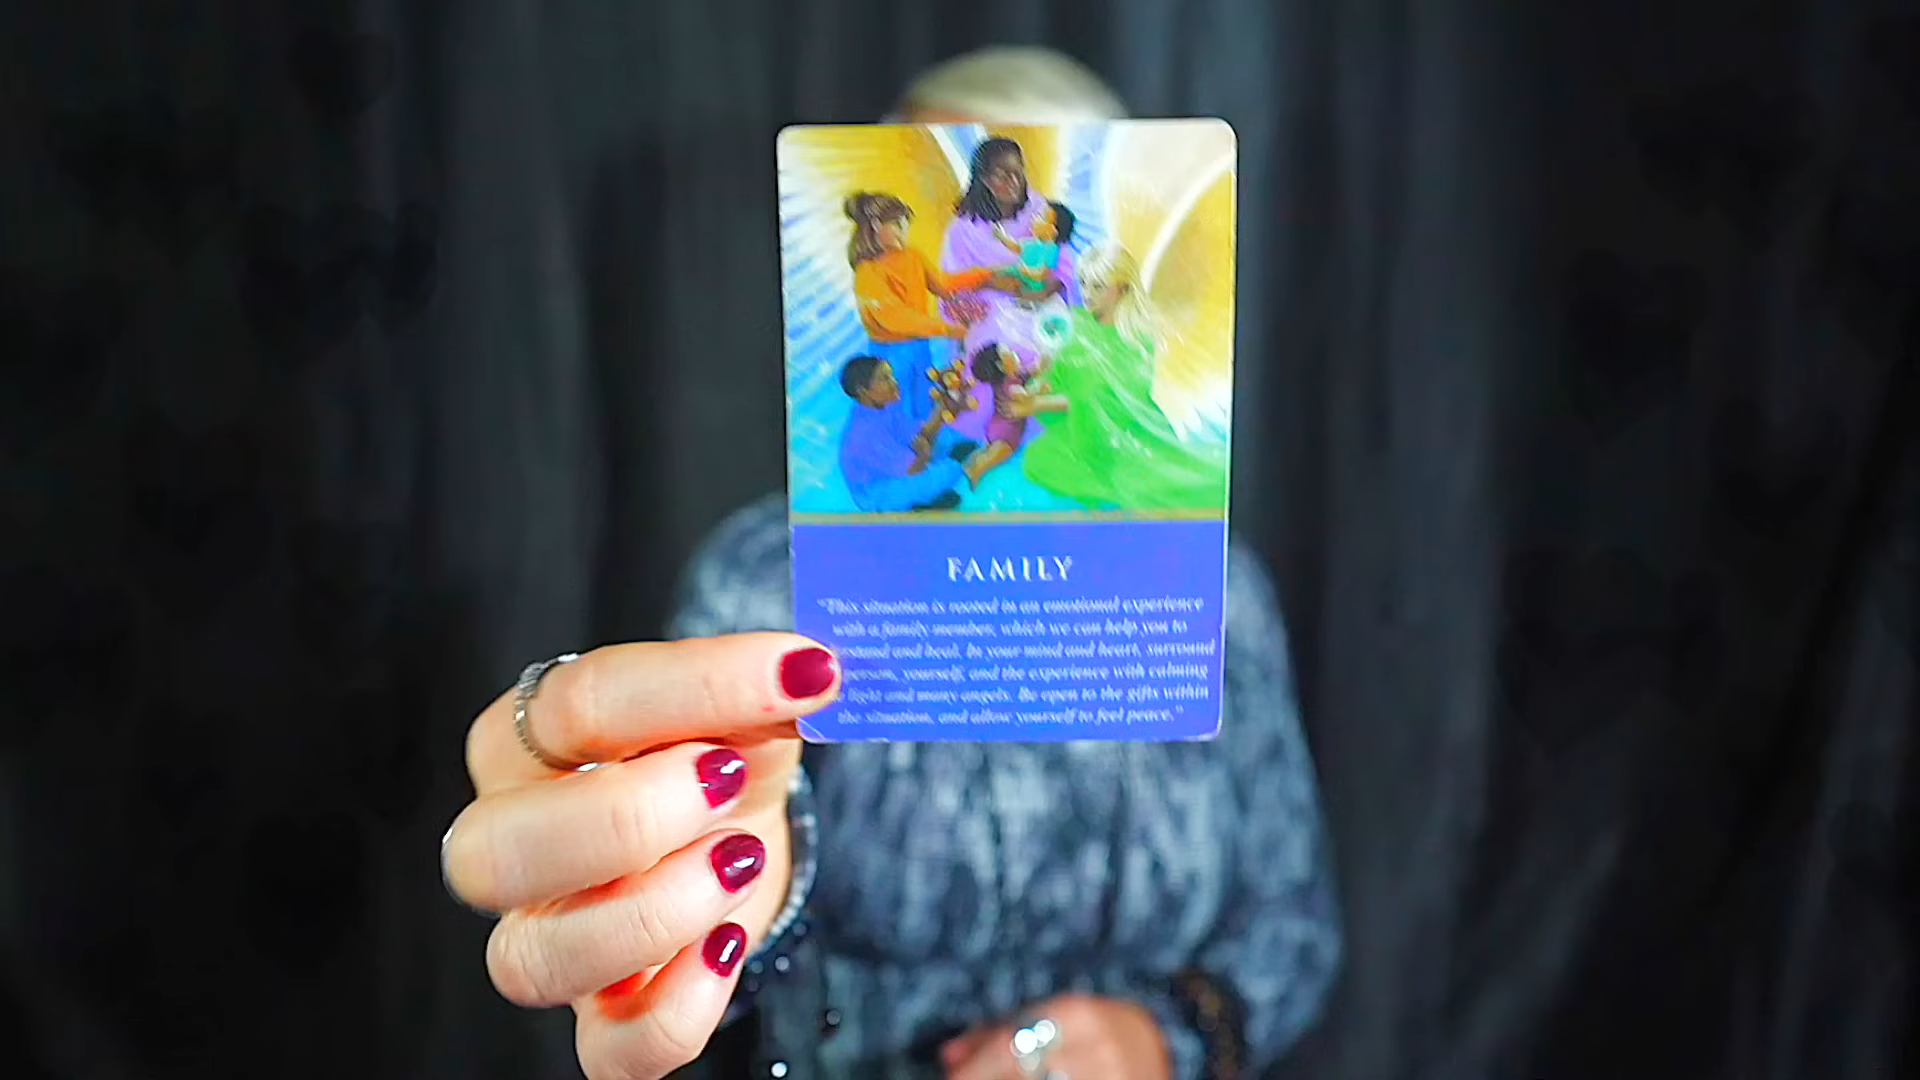 FAMILY
"This situation is rooted in an emotional experience
with a family member, which we can help you to
and heal. In your mind and heart, surround
person, yourself, and the experience with calming
light and many angels. Be open to the gifts within
the situation, and allow yourself to feel peace."